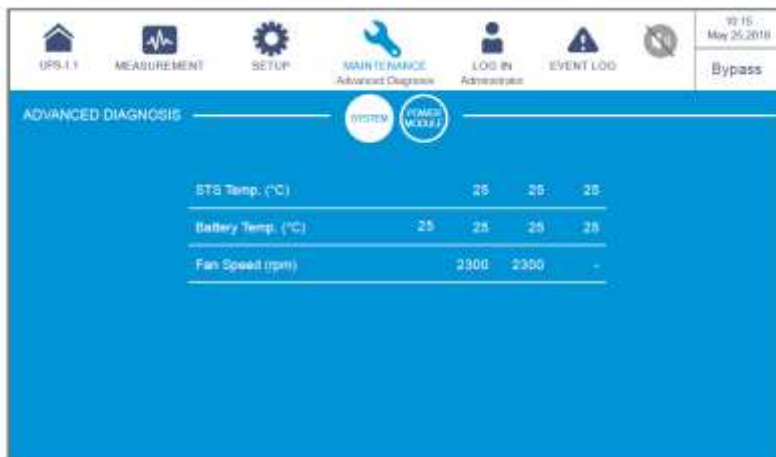 10:15
May 25,2018
UPS-1.1 MEASUREMENT SETUP MAINTENANCE LOG IN EVENT LOG
Advanced Diagnosis Administrator
Bypass
ADVANCED DIAGNOSIS SYSTEM POWER MODULE
STS Temp. (°C) 25 25 25
Battery Temp. (°C) 25 25 25 25
Fan Speed (rpm) 2300 2300 -